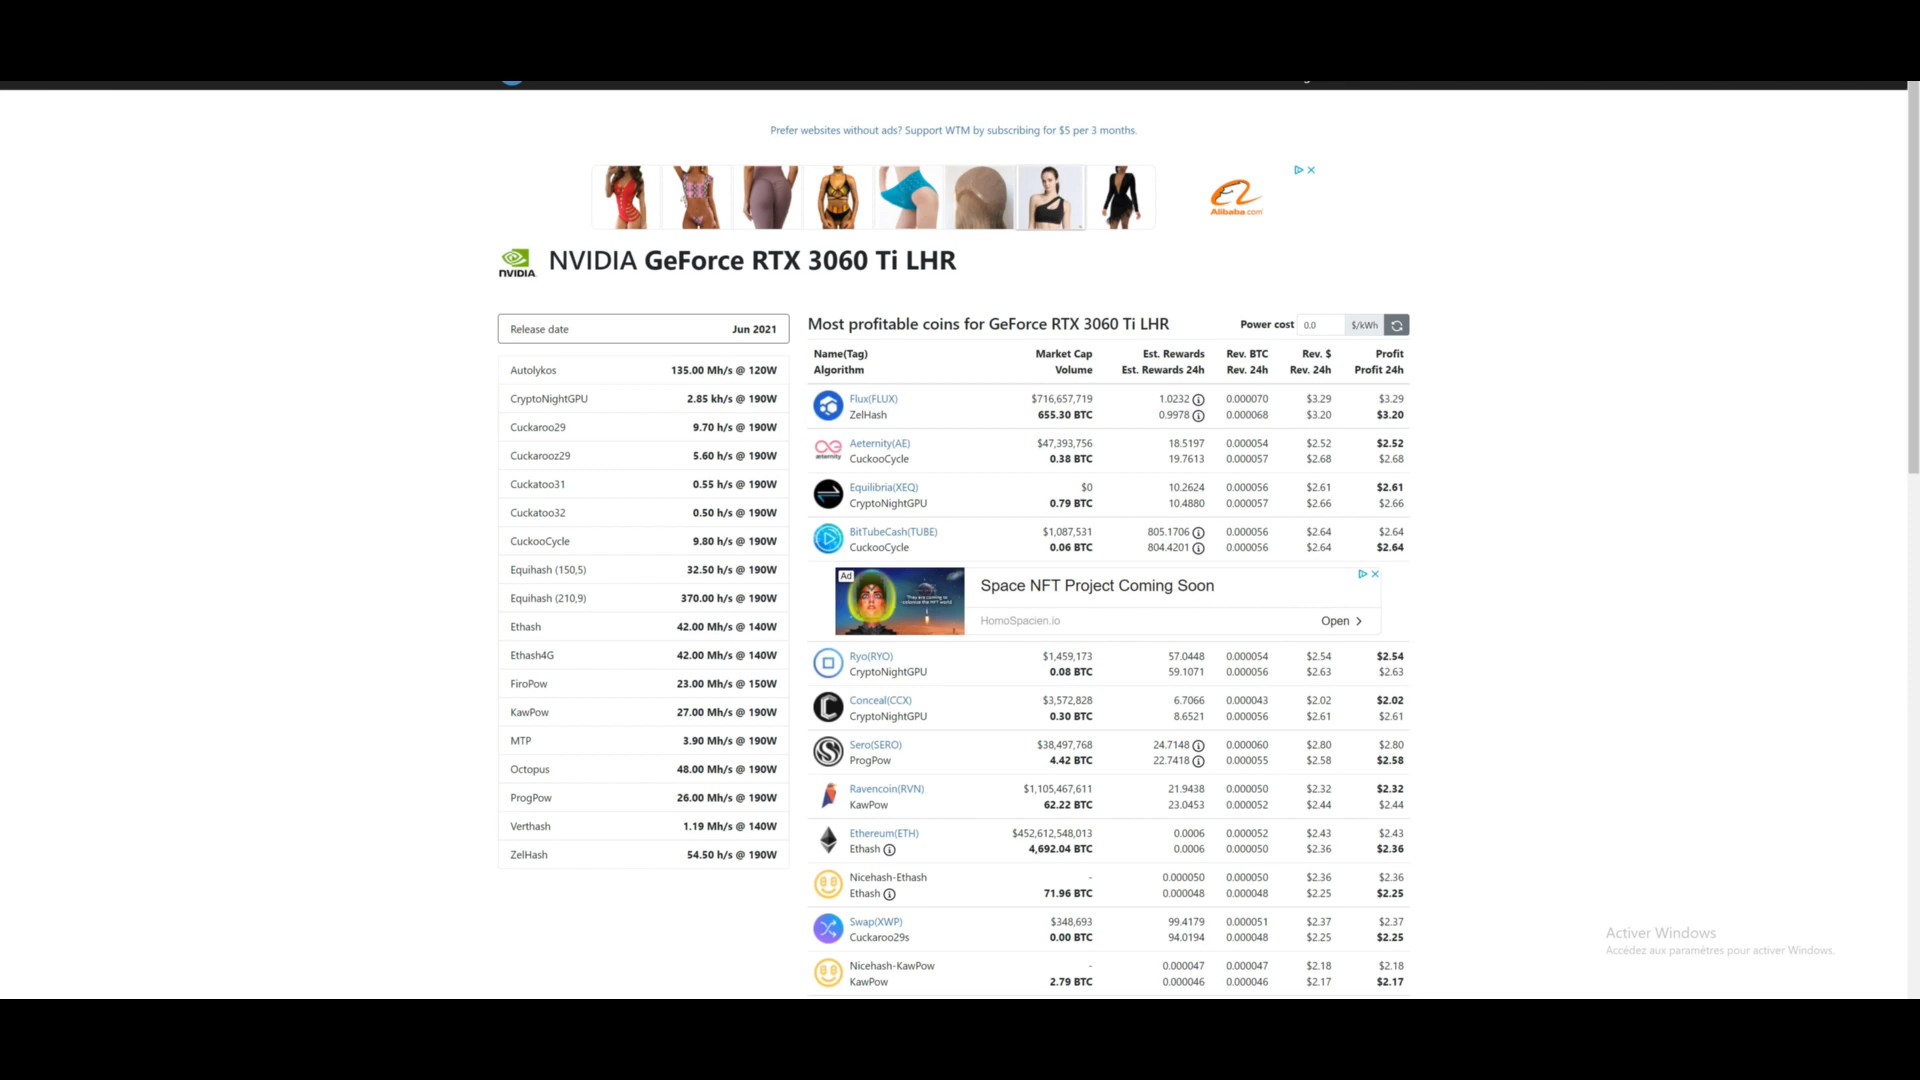 Prefer websites without ads? Support WTM by subscribing for $5 per 3 months.
Alibaba.com
NVIDIA
NVIDIA GeForce RTX 3060 Ti LHR
Release date Jun 2021
Autolykos 135.00 Mh/s @ 120W
CryptoNightGPU 2.85 kh/s @ 190W
Cuckaroo29 9.70 h/s @ 190W
Cuckarooz29 5.60 h/s @ 190W
Cuckatoo31 0.55 h/s @ 190W
Cuckatoo32 0.50 h/s @ 190W
CuckooCycle 9.80 h/s @ 190W
Equihash (150,5) 32.50 h/s @ 190W
Equihash (210,9) 370.00 h/s @ 190W
Ethash 42.00 Mh/s @ 140W
Ethash4G 42.00 Mh/s @ 140W
FiroPow 23.00 Mh/s @ 150W
KawPow 27.00 Mh/s @ 190W
MTP 3.90 Mh/s @ 190W
Octopus 48.00 Mh/s @ 190W
ProgPow 26.00 Mh/s @ 190W
Verthash 1.19 Mh/s @ 140W
ZelHash 54.50 h/s @ 190W
Most profitable coins for GeForce RTX 3060 Ti LHR Power cost 0.0 $/kWh
Name(Tag) Market Cap Est. Rewards Rev. BTC Rev. $ Profit
Algorithm Volume Est. Rewards 24h Rev. 24h Rev. 24h Profit 24h
Flux(FLUX) $716,657,719 1.0232 0.000070 $3.29 $3.29
ZelHash 655.30 BTC 0.9978 0.000068 $3.20 $3.20
Aeternity(AE) $47,393,756 18.5197 0.000054 $2.52 $2.52
CuckooCycle 0.38 BTC 19.7613 0.000057 $2.68 $2.68
Equilibria(XEQ) $0 10.2624 0.000056 $2.61 $2.61
CryptoNightGPU 0.79 BTC 10.4880 0.000057 $2.66 $2.66
BitTubeCash(TUBE) $1,087,531 805.1706 0.000056 $2.64 $2.64
CuckooCycle 0.06 BTC 804.4201 0.000056 $2.64 $2.64
Ad
Space NFT Project Coming Soon
HomoSpacien.io Open
Ryo(RYO) $1,459,173 57.0448 0.000054 $2.54 $2.54
CryptoNightGPU 0.08 BTC 59.1071 0.000056 $2.63 $2.63
Conceal(CCX) $3,572,828 6.7066 0.000043 $2.02 $2.02
CryptoNightGPU 0.30 BTC 8.6521 0.000056 $2.61 $2.61
Sero(SERO) $38,497,768 24.7148 0.000060 $2.80 $2.80
ProgPow 4.42 BTC 22.7418 0.000055 $2.58 $2.58
Ravencoin(RVN) $1,105,467,611 21.9438 0.000050 $2.32 $2.32
KawPow 62.22 BTC 23.0453 0.000052 $2.44 $2.44
Ethereum(ETH) $452,612,548,013 0.0006 0.000052 $2.43 $2.43
Ethash 4,692.04 BTC 0.0006 0.000050 $2.36 $2.36
Nicehash-Ethash - 0.000050 0.000050 $2.36 $2.36
Ethash 71.96 BTC 0.000048 0.000048 $2.25 $2.25
Swap(XWP) $348,693 99.4179 0.000051 $2.37 $2.37
Cuckaroo29s 0.00 BTC 94.0194 0.000048 $2.25 $2.25
Nicehash-KawPow - 0.000047 0.000047 $2.18 $2.18
KawPow 2.79 BTC 0.000046 0.000046 $2.17 $2.17
Activer Windows
Accédez aux paramètres pour activer Windows.